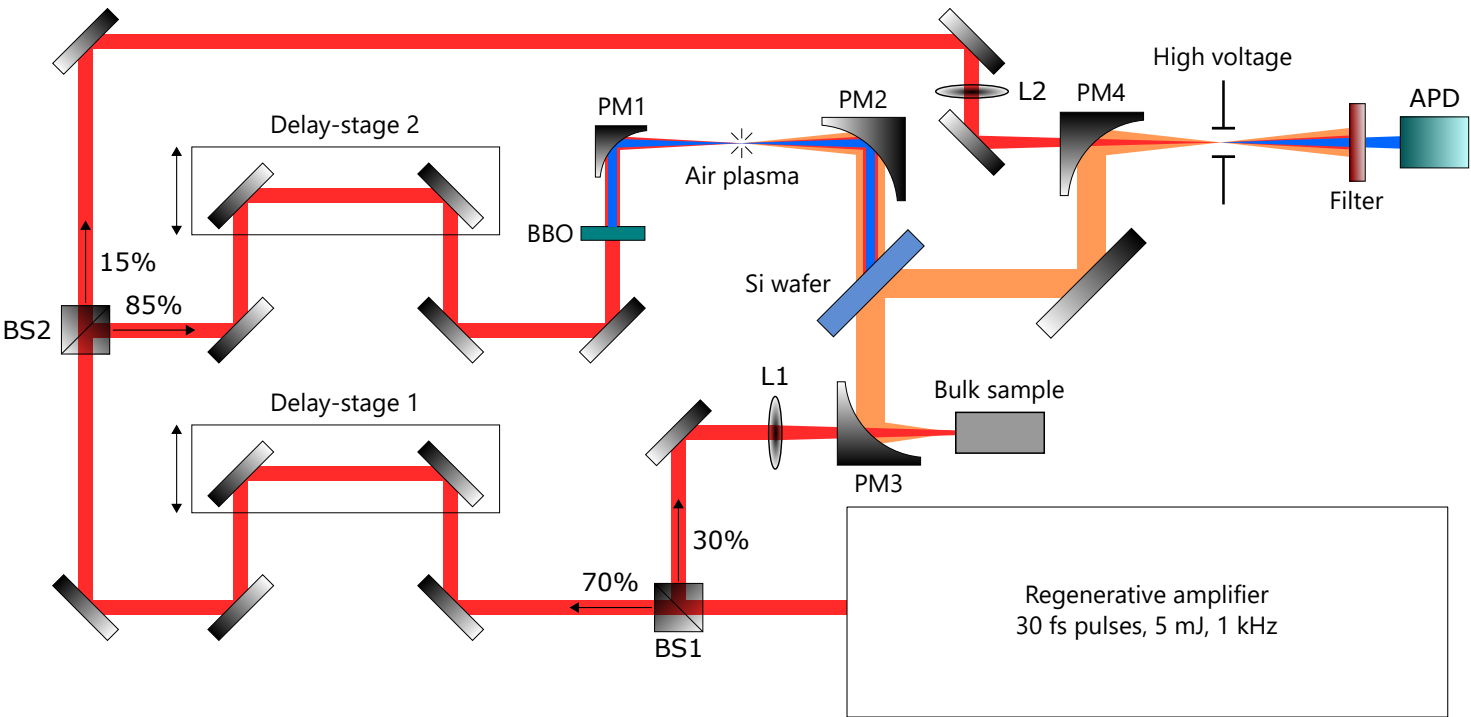 High voltage
L2
PM4
APD
PM1
PM2
Delay-stage 2
Air plasma
Filter
BBO
15%
85%
Si wafer
BS2
L1
Bulk sample
Delay-stage 1
PM3
30%
70%
BS1
Regenerative amplifier
30 fs pulses, 5 mJ, 1 kHz